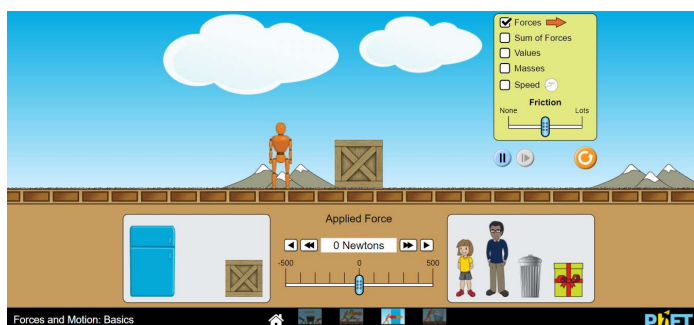 Forces
Sum of Forces
Values
Masses
Speed
Friction
None Lots
Applied Force
0 Newtons
-500 0 500
Forces and Motion: Basics
PhET